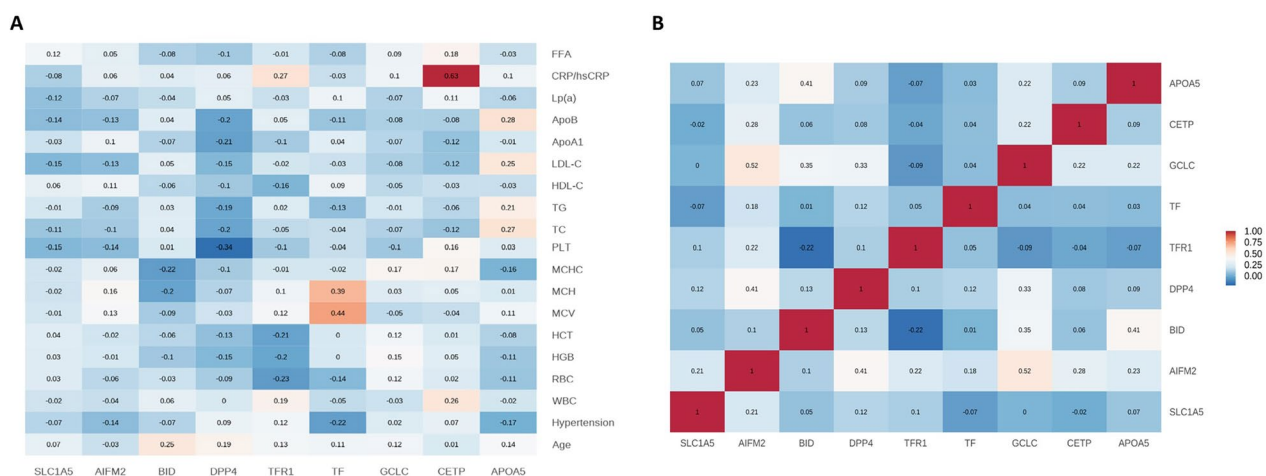 A
0.12 0.05 -0.08 -0.1 -0.01 -0.08 0.09 0.18 -0.03 FFA
-0.08 0.06 0.04 0.06 0.27 -0.03 0.1 0.63 0.1 CRP/hsCRP
-0.12 -0.07 -0.04 0.05 -0.03 0.1 -0.07 0.11 -0.06 Lp(a)
-0.14 -0.13 0.04 -0.2 0.05 -0.11 -0.08 -0.08 0.28 ApoB
-0.03 0.1 -0.07 -0.21 -0.1 0.04 -0.07 -0.12 -0.01 ApoA1
-0.15 -0.13 0.05 -0.15 -0.02 -0.03 -0.08 -0.12 0.25 LDL-C
0.06 0.11 -0.06 -0.1 -0.16 0.09 -0.05 -0.03 -0.03 HDL-C
-0.01 -0.09 0.03 -0.19 0.02 -0.13 -0.01 -0.06 0.21 TG
-0.11 -0.1 0.04 -0.2 -0.05 -0.04 -0.07 -0.12 0.27 TC
-0.15 -0.14 0.01 -0.34 -0.1 -0.04 -0.1 0.16 0.03 PLT
-0.02 0.06 -0.22 -0.1 -0.01 -0.02 0.17 0.17 -0.16 MCHC
-0.02 0.16 -0.2 -0.07 0.1 0.39 0.03 0.05 0.01 MCH
-0.01 0.13 -0.09 -0.03 0.12 0.44 -0.05 -0.04 0.11 MCV
0.04 -0.02 -0.06 -0.13 -0.21 0 0.12 0.01 -0.08 HCT
0.03 -0.01 -0.1 -0.15 -0.2 0 0.15 0.05 -0.11 HGB
0.03 -0.06 -0.03 -0.09 -0.23 -0.14 0.12 0.02 -0.11 RBC
-0.02 -0.04 0.06 0 0.19 -0.05 -0.03 0.26 -0.02 WBC
-0.07 -0.14 -0.07 0.09 0.12 -0.22 -0.02 0.07 -0.17 Hypertension
0.07 -0.03 0.25 0.19 0.13 0.11 0.12 0.01 0.14 Age
SLC1A5 AIFM2 BID DPP4 TFR1 TF GCLC CETP APOA5
B
0.07 0.23 0.41 0.09 -0.07 0.03 0.22 0.09 1 APOA5
-0.02 0.28 0.06 0.08 -0.04 0.04 0.22 1 0.09 CETP
0 0.52 0.35 0.33 -0.09 0.04 1 0.22 0.22 GCLC
-0.07 0.18 0.01 0.12 0.05 1 0.04 0.04 0.03 TF
0.1 0.22 -0.22 0.1 1 0.05 -0.09 -0.04 -0.07 TFR1
0.12 0.41 0.13 1 0.1 0.12 0.33 0.08 0.09 DPP4
0.05 0.1 1 0.13 -0.22 0.01 0.35 0.06 0.41 BID
0.21 1 0.1 0.41 0.22 0.18 0.52 0.28 0.23 AIFM2
1 0.21 0.05 0.12 0.1 -0.07 0 -0.02 0.07 SLC1A5
SLC1A5 AIFM2 BID DPP4 TFR1 TF GCLC CETP APOA5
1.00
0.75
0.50
0.25
0.00